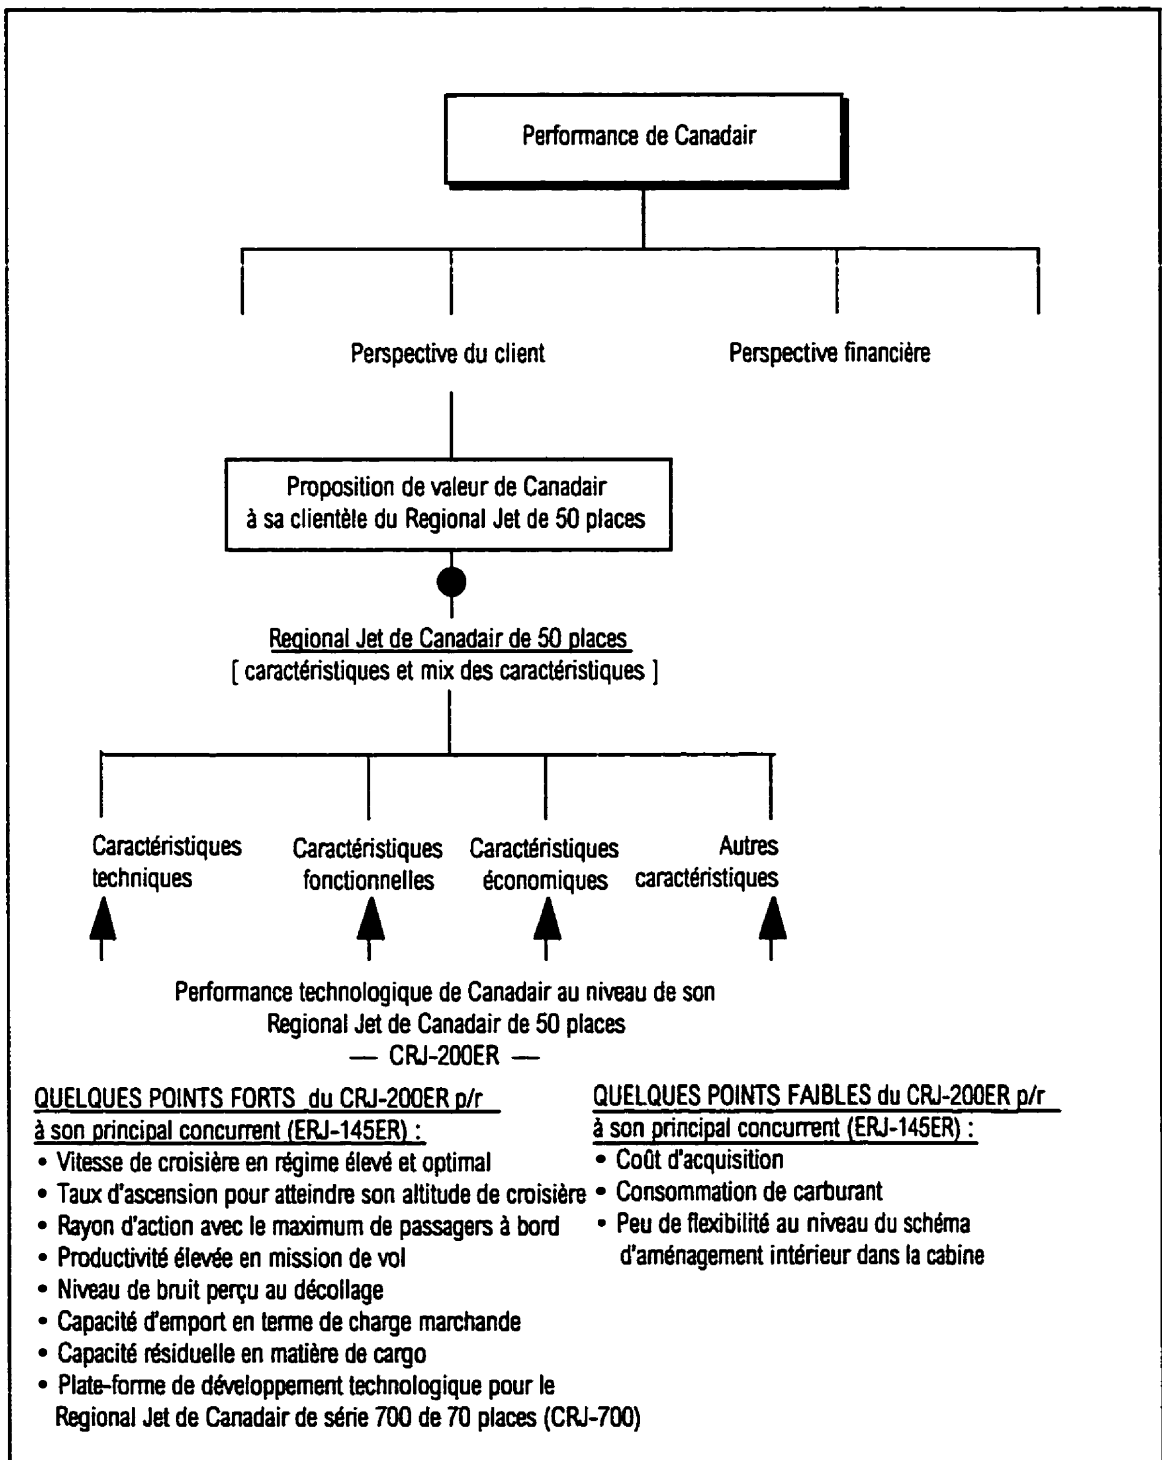 Performance de Canadair
Perspective du client
Perspective financière
Proposition de valeur de Canadair
à sa clientèle du Regional Jet de 50 places
Regional Jet de Canadair de 50 places
[ caractéristiques et mix des caractéristiques ]
Caractéristiques
techniques
Caractéristiques
fonctionnelles
Caractéristiques
économiques
Autres
caractéristiques
Performance technologique de Canadair au niveau de son
Regional Jet de Canadair de 50 places
— CRJ-200ER —
QUELQUES POINTS FORTS du CRJ-200ER p/r
à son principal concurrent (ERJ-145ER) :
• Vitesse de croisière en régime élevé et optimal
• Taux d'ascension pour atteindre son altitude de croisière
• Rayon d'action avec le maximum de passagers à bord
• Productivité élevée en mission de vol
• Niveau de bruit perçu au décollage
• Capacité d'emport en terme de charge marchande
• Capacité résiduelle en matière de cargo
• Plate-forme de développement technologique pour le
Regional Jet de Canadair de série 700 de 70 places (CRJ-700)
QUELQUES POINTS FAIBLES du CRJ-200ER p/r
à son principal concurrent (ERJ-145ER) :
• Coût d'acquisition
• Consommation de carburant
• Peu de flexibilité au niveau du schéma
d'aménagement intérieur dans la cabine